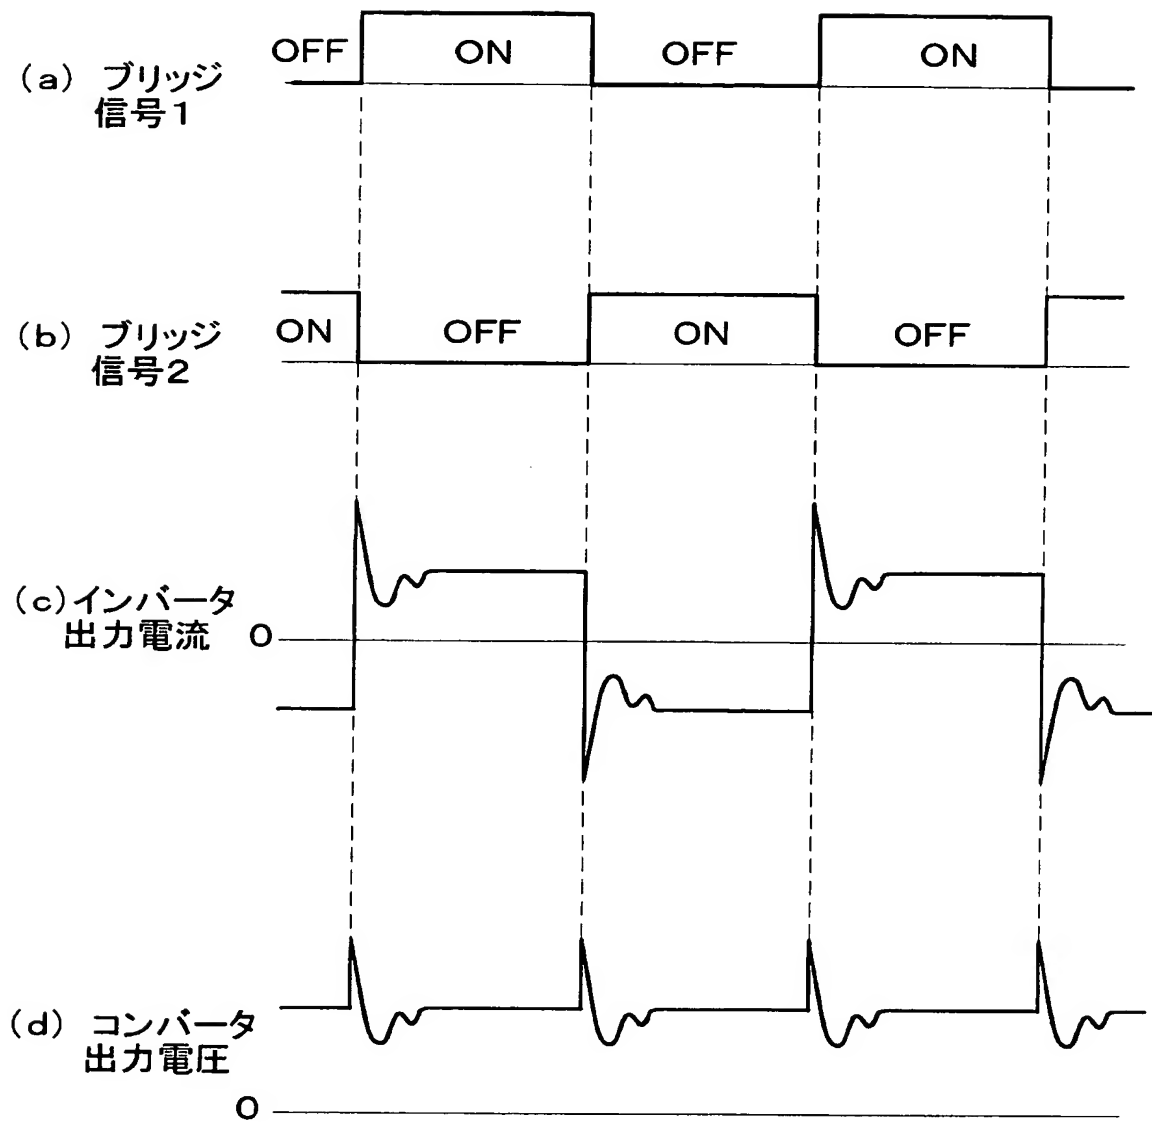 OFF ON OFF ON
(a) ブリッジ
信号1
(b) ブリッジ
信号2
ON OFF ON OFF
(c)インバータ
出力電流 0
(d) コンバータ
出力電圧
0